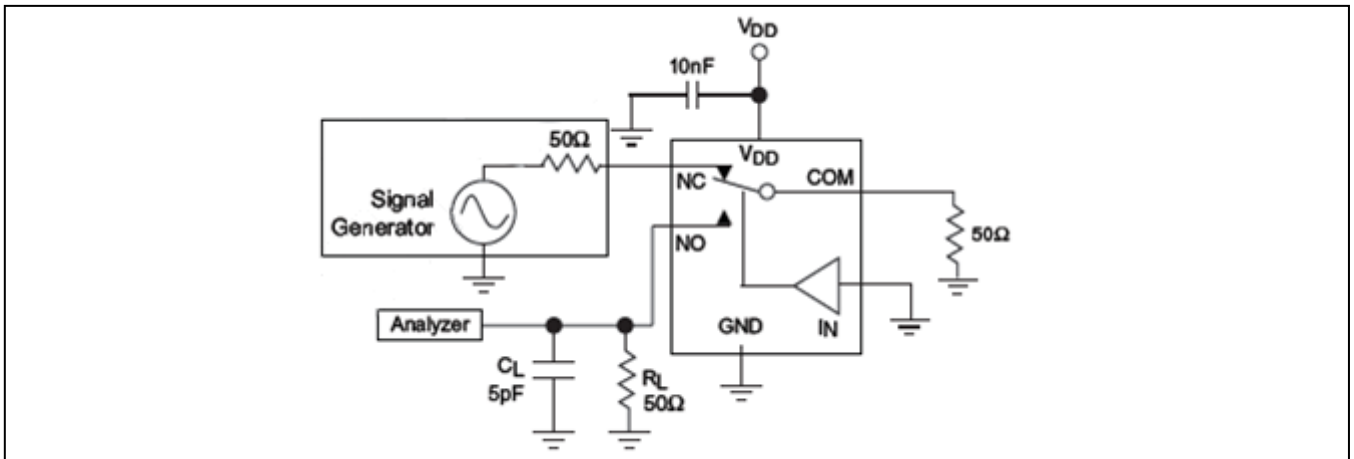 VDD
10nF
50Ω
VDD
NC
COM
Signal
Generator
NO
50Ω
Analyzer
GND
IN
CL
5pF
RL
50Ω